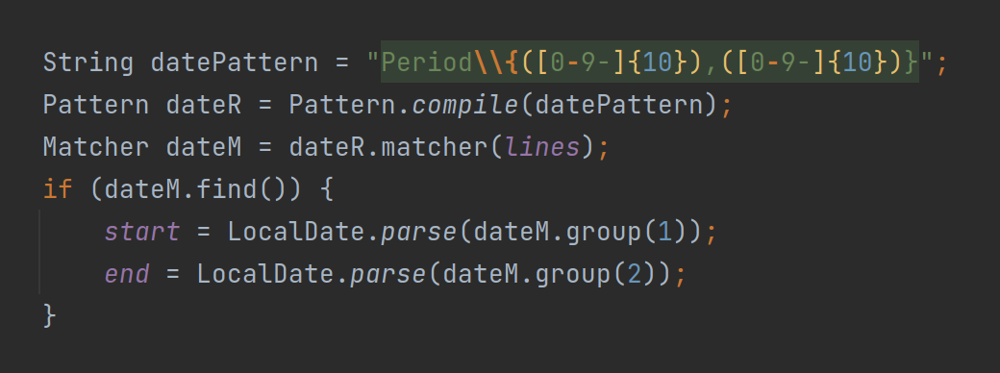 String datePattern = "Period\\{([0-9-]{10}),([0-9-]{10})}";
Pattern dateR = Pattern.compile(datePattern);
Matcher dateM = dateR.matcher(lines);
if (dateM.find()) {
    start = LocalDate.parse(dateM.group(1));
    end = LocalDate.parse(dateM.group(2));
}